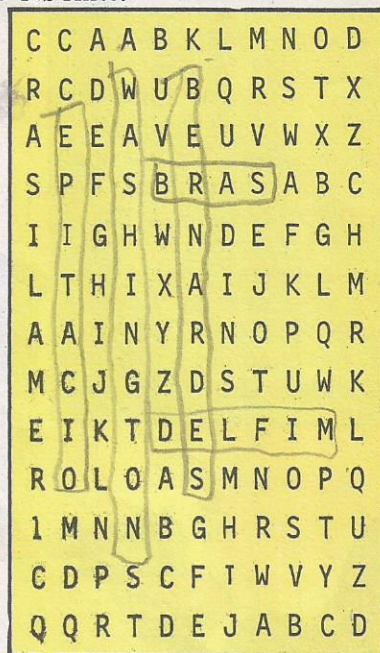 C C A A B K L M N O D
R C D W U B Q R S T X
A E E A V E U V W X Z
S P F S B R A S A B C
I I G H W N D E F G H
L T H I X A I J K L M
A A I N Y R N O P Q R
M C J G Z D S T U W K
E I K T D E L F I M L
R O L O A S M N O P Q
1 M N N B G H R S T U
C D P S C F I W V Y Z
Q Q R T D E J A B C D